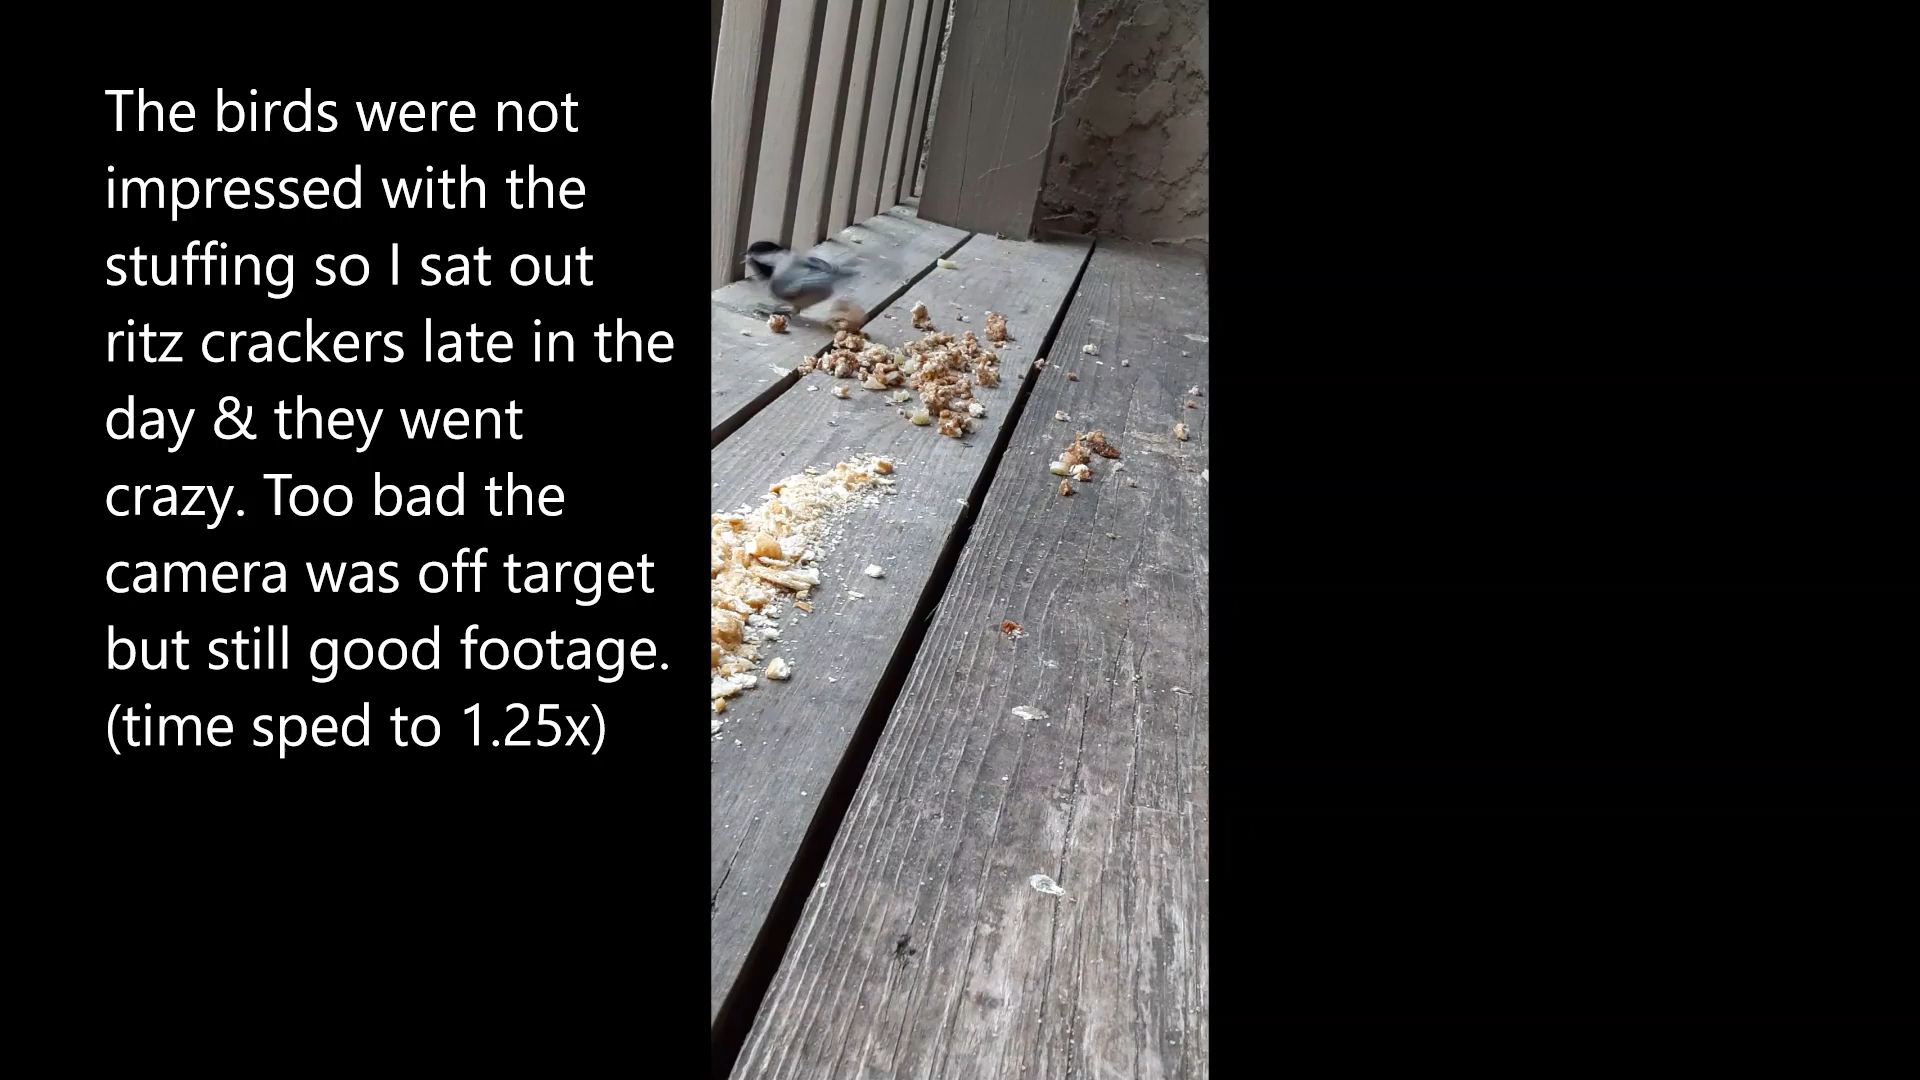 The birds were not
impressed with the
stuffing so I sat out
ritz crackers late in the
day & they went
crazy. Too bad the
camera was off target
but still good footage.
(time sped to 1.25x)